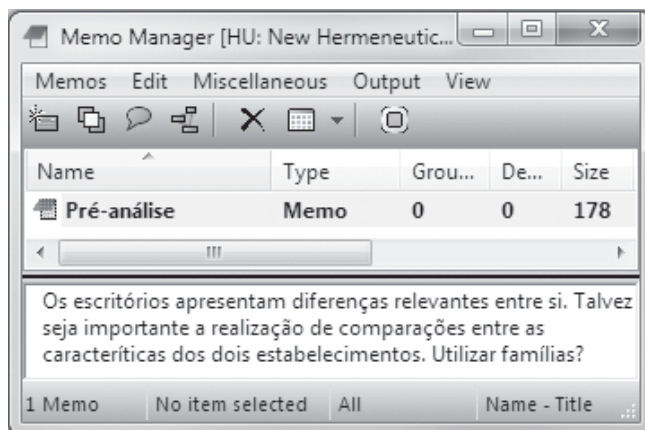 Memo Manager [HU: New Hermeneutic...
Memos Edit Miscellaneous Output View
Name Type Grou... De... Size
Pré-análise Memo 0 0 178
Os escritórios apresentam diferenças relevantes entre si. Talvez
seja importante a realização de comparações entre as
caracteríticas dos dois estabelecimentos. Utilizar famílias?
1 Memo No item selected All Name - Title